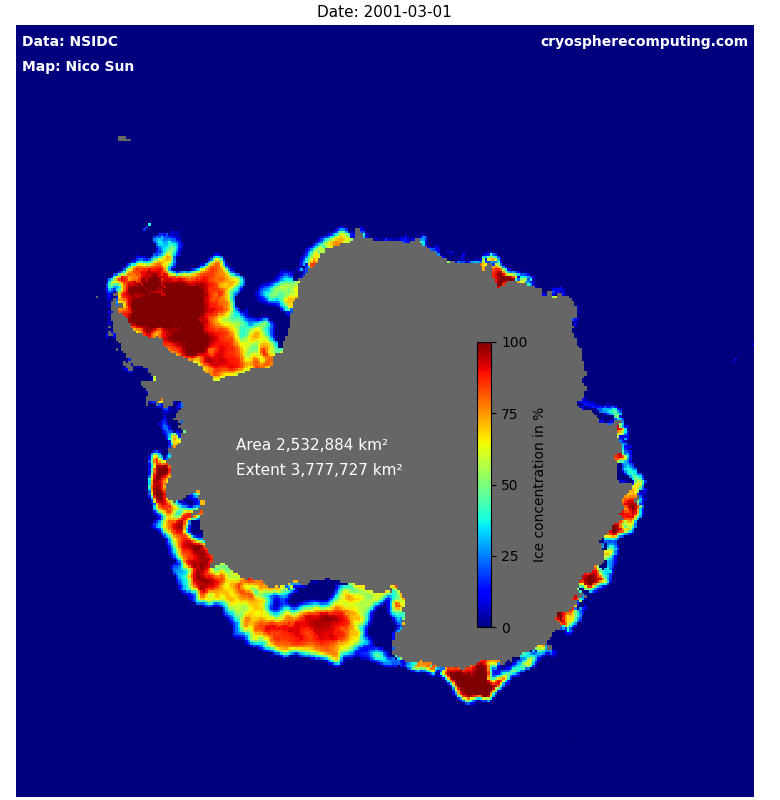 Date: 2001-03-01
Data: NSIDC
cryospherecomputing.com
Map: Nico Sun
100
75
50
25
0
Ice concentration in %
Area 2,532,884 km²
Extent 3,777,727 km²